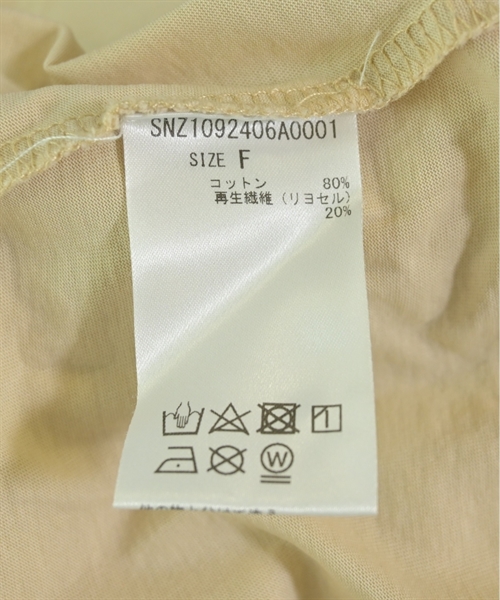 SNZ1092406A0001
SIZE F
コットン 80%
再生繊維（リヨセル）
20%
W